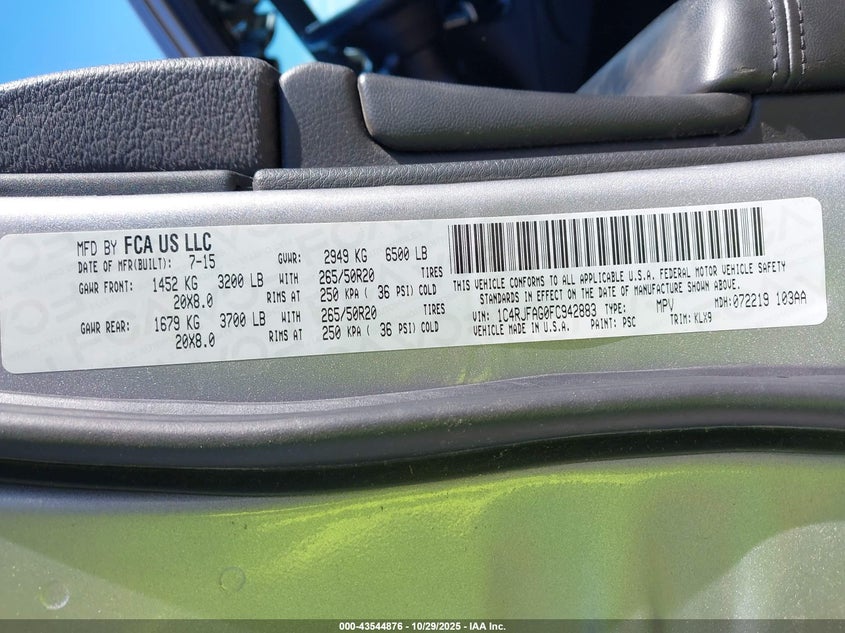 MFD BY FCA US LLC
DATE OF MFR(BUILT): 7-15 GVWR: 2949 KG 6500 LB
GAWR FRONT: 1452 KG 3200 LB WITH 265/50R20 TIRES
20X8.0 RIMS AT 250 KPA ( 36 PSI) COLD
GAWR REAR: 1679 KG 3700 LB WITH 265/50R20 TIRES
20X8.0 RIMS AT 250 KPA ( 36 PSI) COLD
THIS VEHICLE CONFORMS TO ALL APPLICABLE U.S.A. FEDERAL MOTOR VEHICLE SAFETY
STANDARDS IN EFFECT ON THE DATE OF MANUFACTURE SHOWN ABOVE.
VIN: 1C4RJFAG0FC942883 TYPE: MPV MDH: 072219 103AA
VEHICLE MADE IN U.S.A. PAINT: PSC TRIM: KLX9
000-43544876 | 10/29/2025 | IAA Inc.